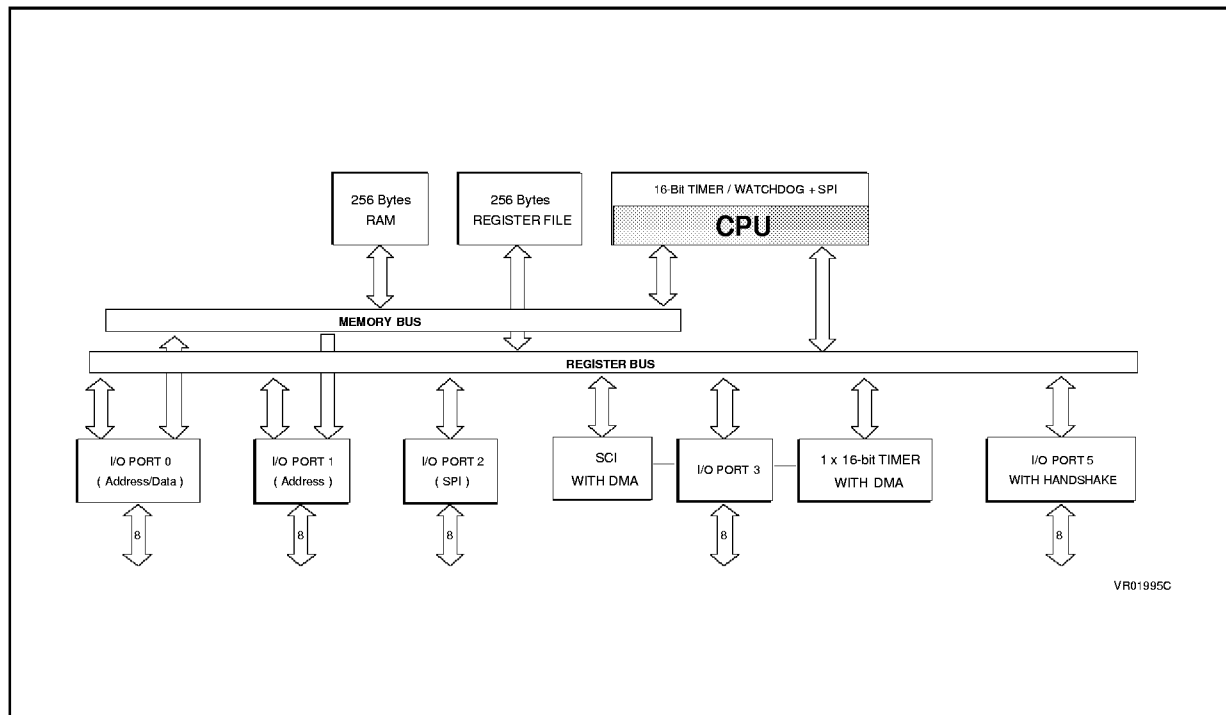 256 Bytes
RAM
256 Bytes
REGISTER FILE
16-Bit TIMER / WATCHDOG + SPI
CPU
MEMORY BUS
REGISTER BUS
I/O PORT 0
( Address/Data )
I/O PORT 1
( Address )
I/O PORT 2
( SPI )
SCI
WITH DMA
I/O PORT 3
1 x 16-bit TIMER
WITH DMA
I/O PORT 5
WITH HANDSHAKE
8
8
8
8
8
VR01995C